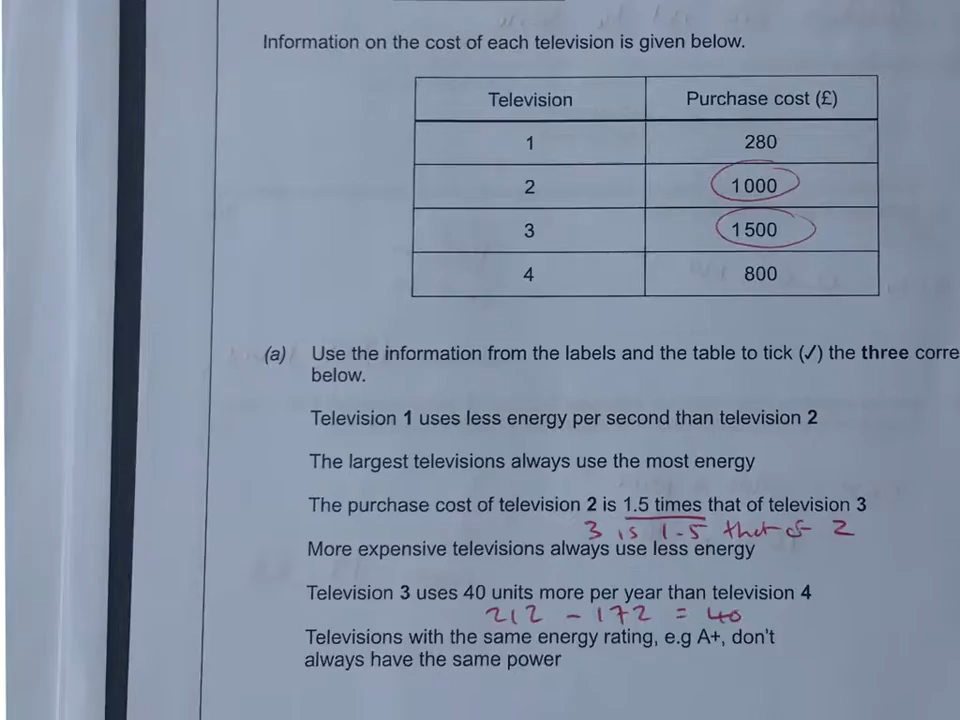 Information on the cost of each television is given below.
Television Purchase cost (£)
1 280
2 1000
3 1500
4 800
(a) Use the information from the labels and the table to tick (✓) the three corre
below.
Television 1 uses less energy per second than television 2
The largest televisions always use the most energy
The purchase cost of television 2 is 1.5 times that of television 3
3 is 1.5 that of 2
More expensive televisions always use less energy
Television 3 uses 40 units more per year than television 4
212 - 172 = 40
Televisions with the same energy rating, e.g A+, don't
always have the same power